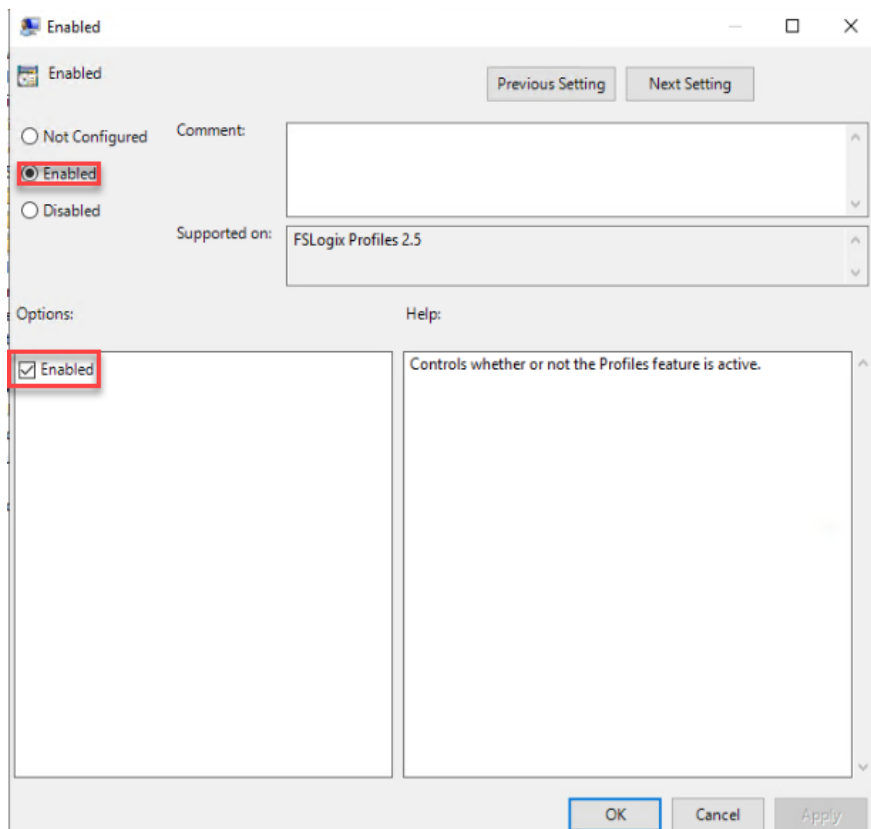 Enabled
Enabled
Previous Setting
Next Setting
Not Configured
Comment:
Enabled
Disabled
Supported on:
FSLogix Profiles 2.5
Options:
Help:
Enabled
Controls whether or not the Profiles feature is active.
OK
Cancel
Apply